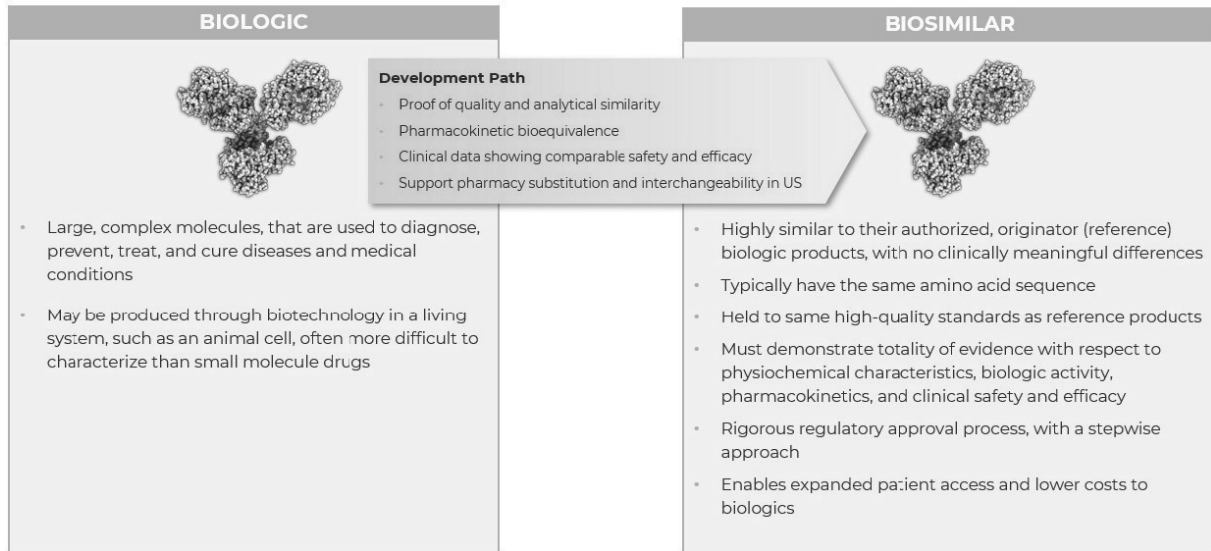 BIOLOGIC
Large, complex molecules, that are used to diagnose,
prevent, treat, and cure diseases and medical
conditions
May be produced through biotechnology in a living
system, such as an animal cell, often more difficult to
characterize than small molecule drugs
Development Path
Proof of quality and analytical similarity
Pharmacokinetic bioequivalence
Clinical data showing comparable safety and efficacy
Support pharmacy substitution and interchangeability in US
BIOSIMILAR
Highly similar to their authorized, originator (reference)
biologic products, with no clinically meaningful differences
Typically have the same amino acid sequence
Held to same high-quality standards as reference products
Must demonstrate totality of evidence with respect to
physiochemical characteristics, biologic activity,
pharmacokinetics, and clinical safety and efficacy
Rigorous regulatory approval process, with a stepwise
approach
Enables expanded patient access and lower costs to
biologics